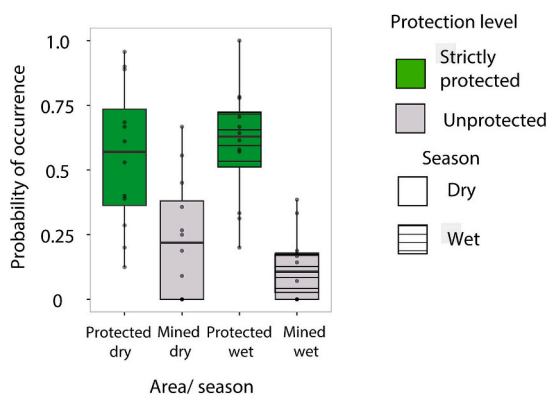 Protection level
Strictly
protected
Unprotected
Season
Dry
Wet
Probability of occurrence
1.0
0.75
0.5
0.25
0
Protected Mined Protected Mined
dry dry wet wet
Area/ season